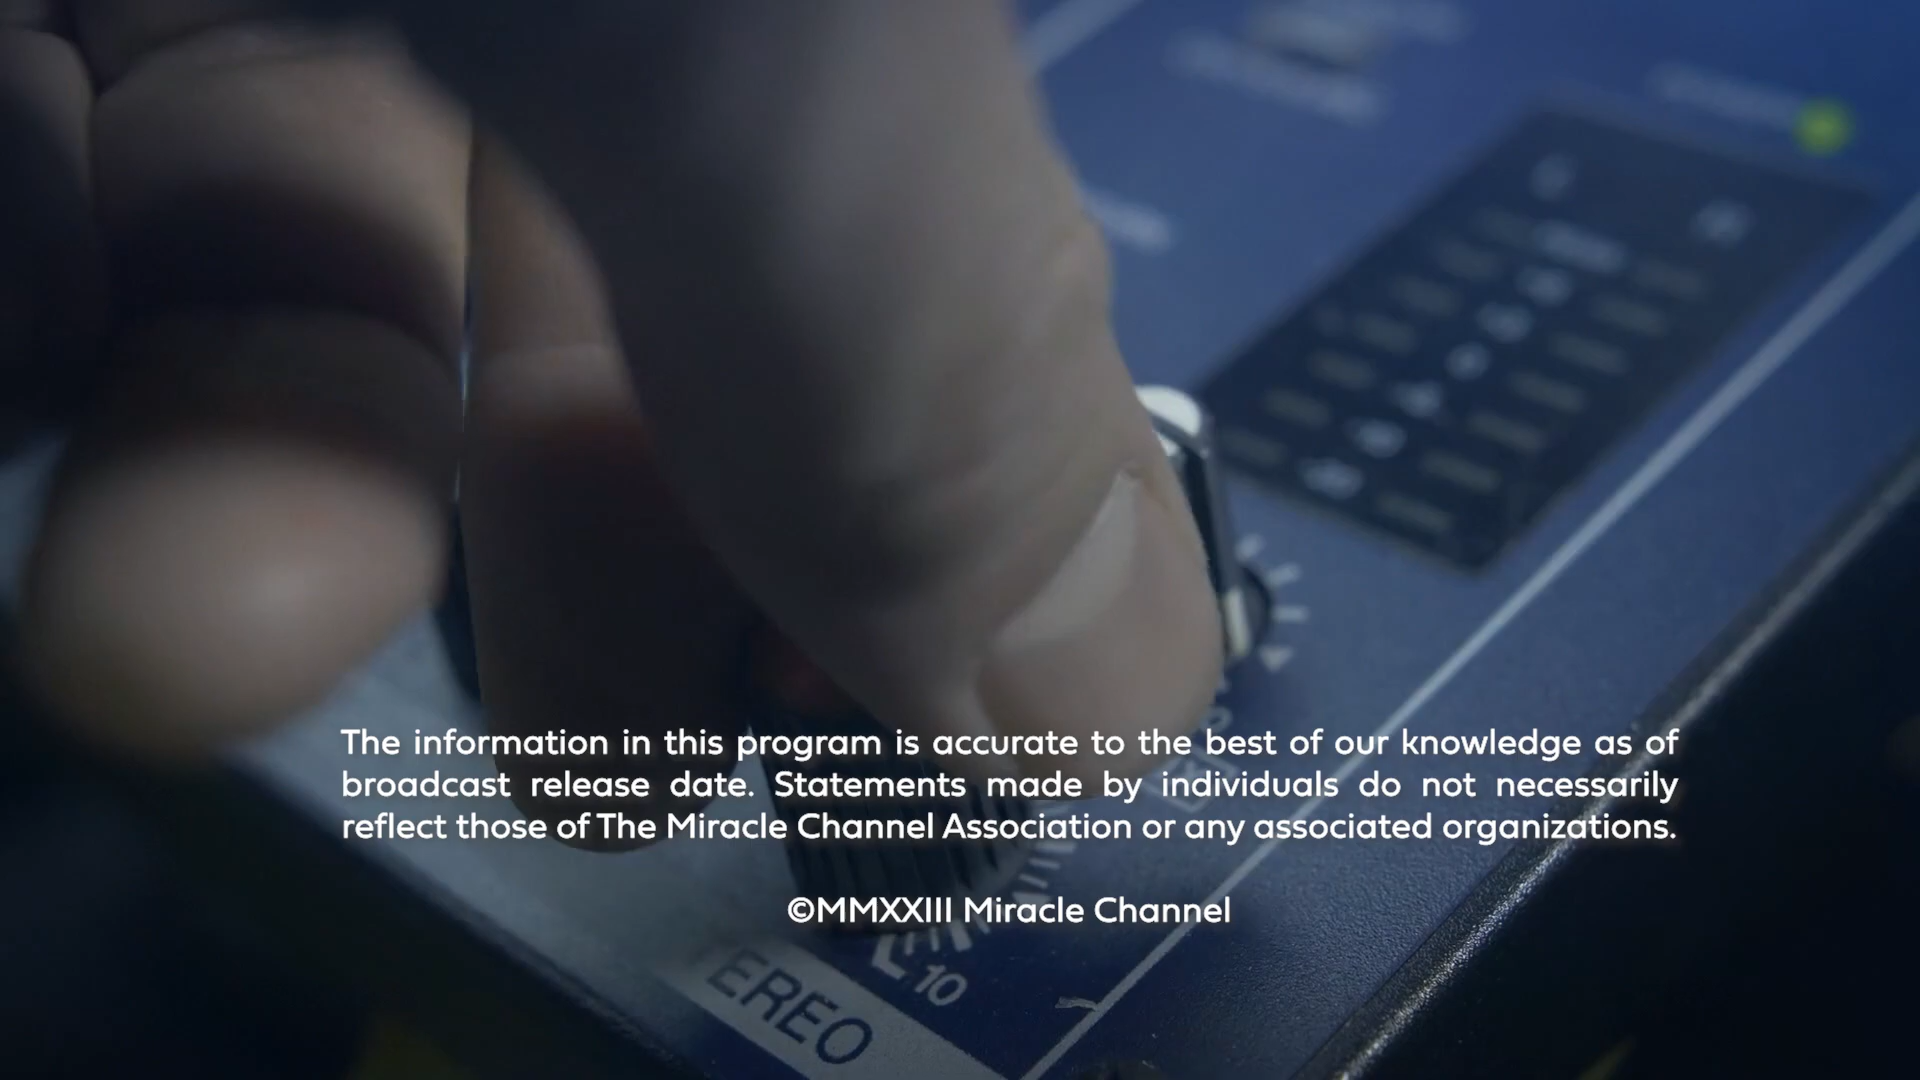 The information in this program is accurate to the best of our knowledge as of
broadcast release date. Statements made by individuals do not necessarily
reflect those of The Miracle Channel Association or any associated organizations.
©MMXXIII Miracle Channel
10
EREO